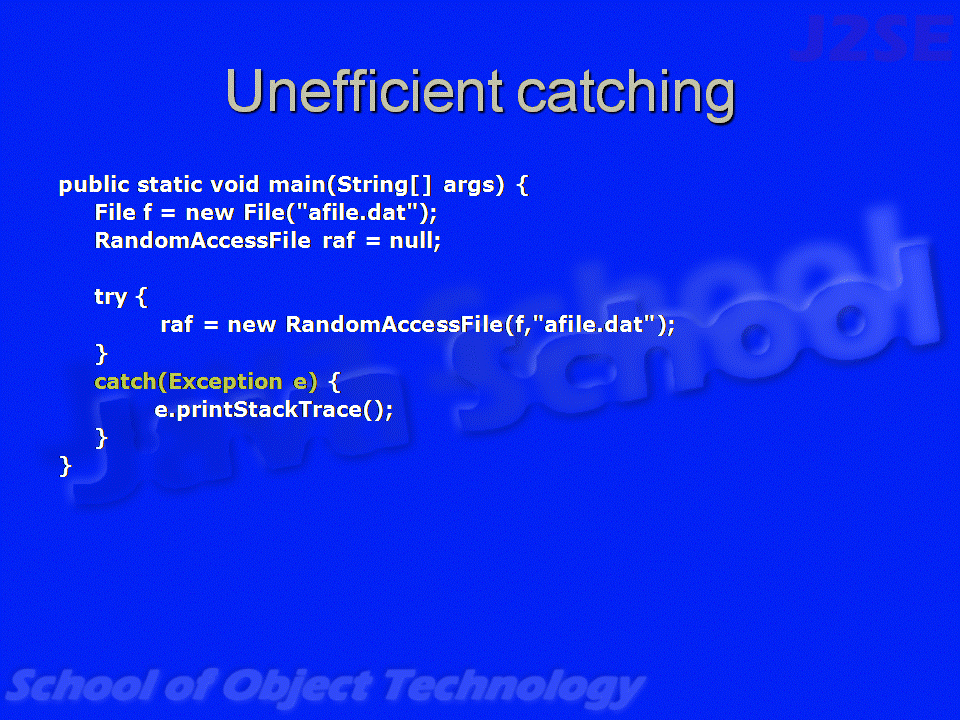 J2SE
Unefficient catching
public static void main(String[] args) {
File f = new File("afile.dat");
RandomAccessFile raf = null;
try {
raf = new RandomAccessFile(f,"afile.dat");
}
catch(Exception e) {
e.printStackTrace();
}
}
Java School
School of Object Technology